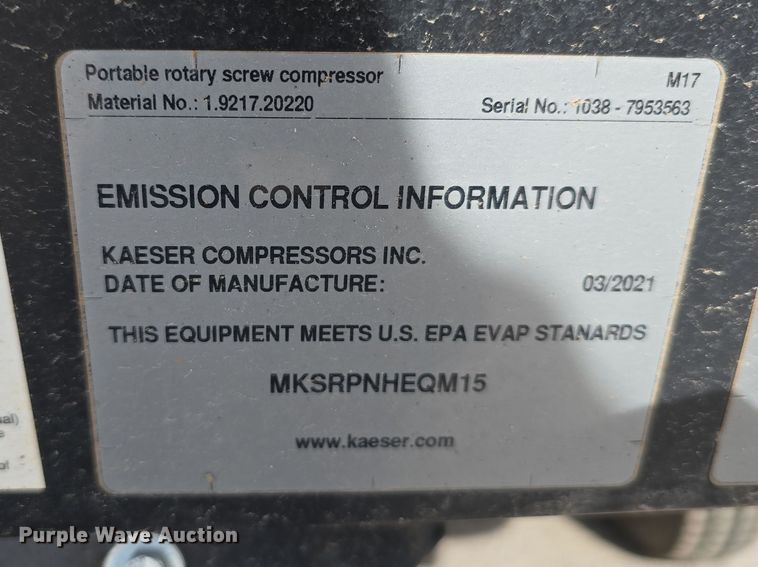 Portable rotary screw compressor M17
Material No.: 1.9217.20220 Serial No.: 1038 - 7953563
EMISSION CONTROL INFORMATION
KAESER COMPRESSORS INC.
DATE OF MANUFACTURE: 03/2021
THIS EQUIPMENT MEETS U.S. EPA EVAP STANARDS
MKSRPNHEQM15
www.kaeser.com
Purple Wave Auction